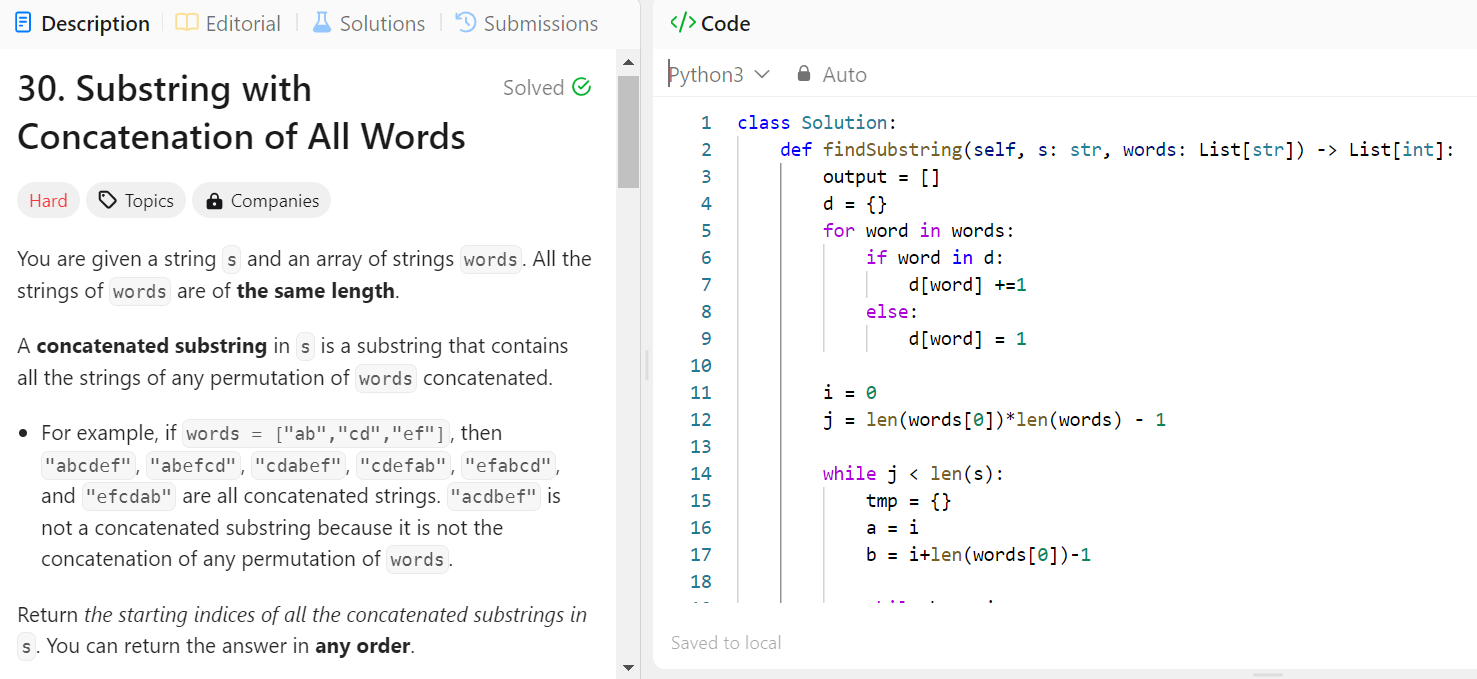 Description Editorial Solutions Submissions
30. Substring with
Concatenation of All Words
Solved
Hard Topics Companies
You are given a string s and an array of strings words. All the
strings of words are of the same length.
A concatenated substring in s is a substring that contains
all the strings of any permutation of words concatenated.
• For example, if words = ["ab","cd","ef"], then
"abcdef", "abefcd", "cdabef", "cdefab", "efabcd",
and "efcdab" are all concatenated strings. "acdbef" is
not a concatenated substring because it is not the
concatenation of any permutation of words.
Return the starting indices of all the concatenated substrings in
s. You can return the answer in any order.
</> Code
Python3 Auto
1 class Solution:
2     def findSubstring(self, s: str, words: List[str]) -> List[int]:
3         output = []
4         d = {}
5         for word in words:
6             if word in d:
7                 d[word] +=1
8             else:
9                 d[word] = 1
10
11         i = 0
12         j = len(words[0])*len(words) - 1
13
14         while j < len(s):
15             tmp = {}
16             a = i
17             b = i+len(words[0])-1
18
Saved to local